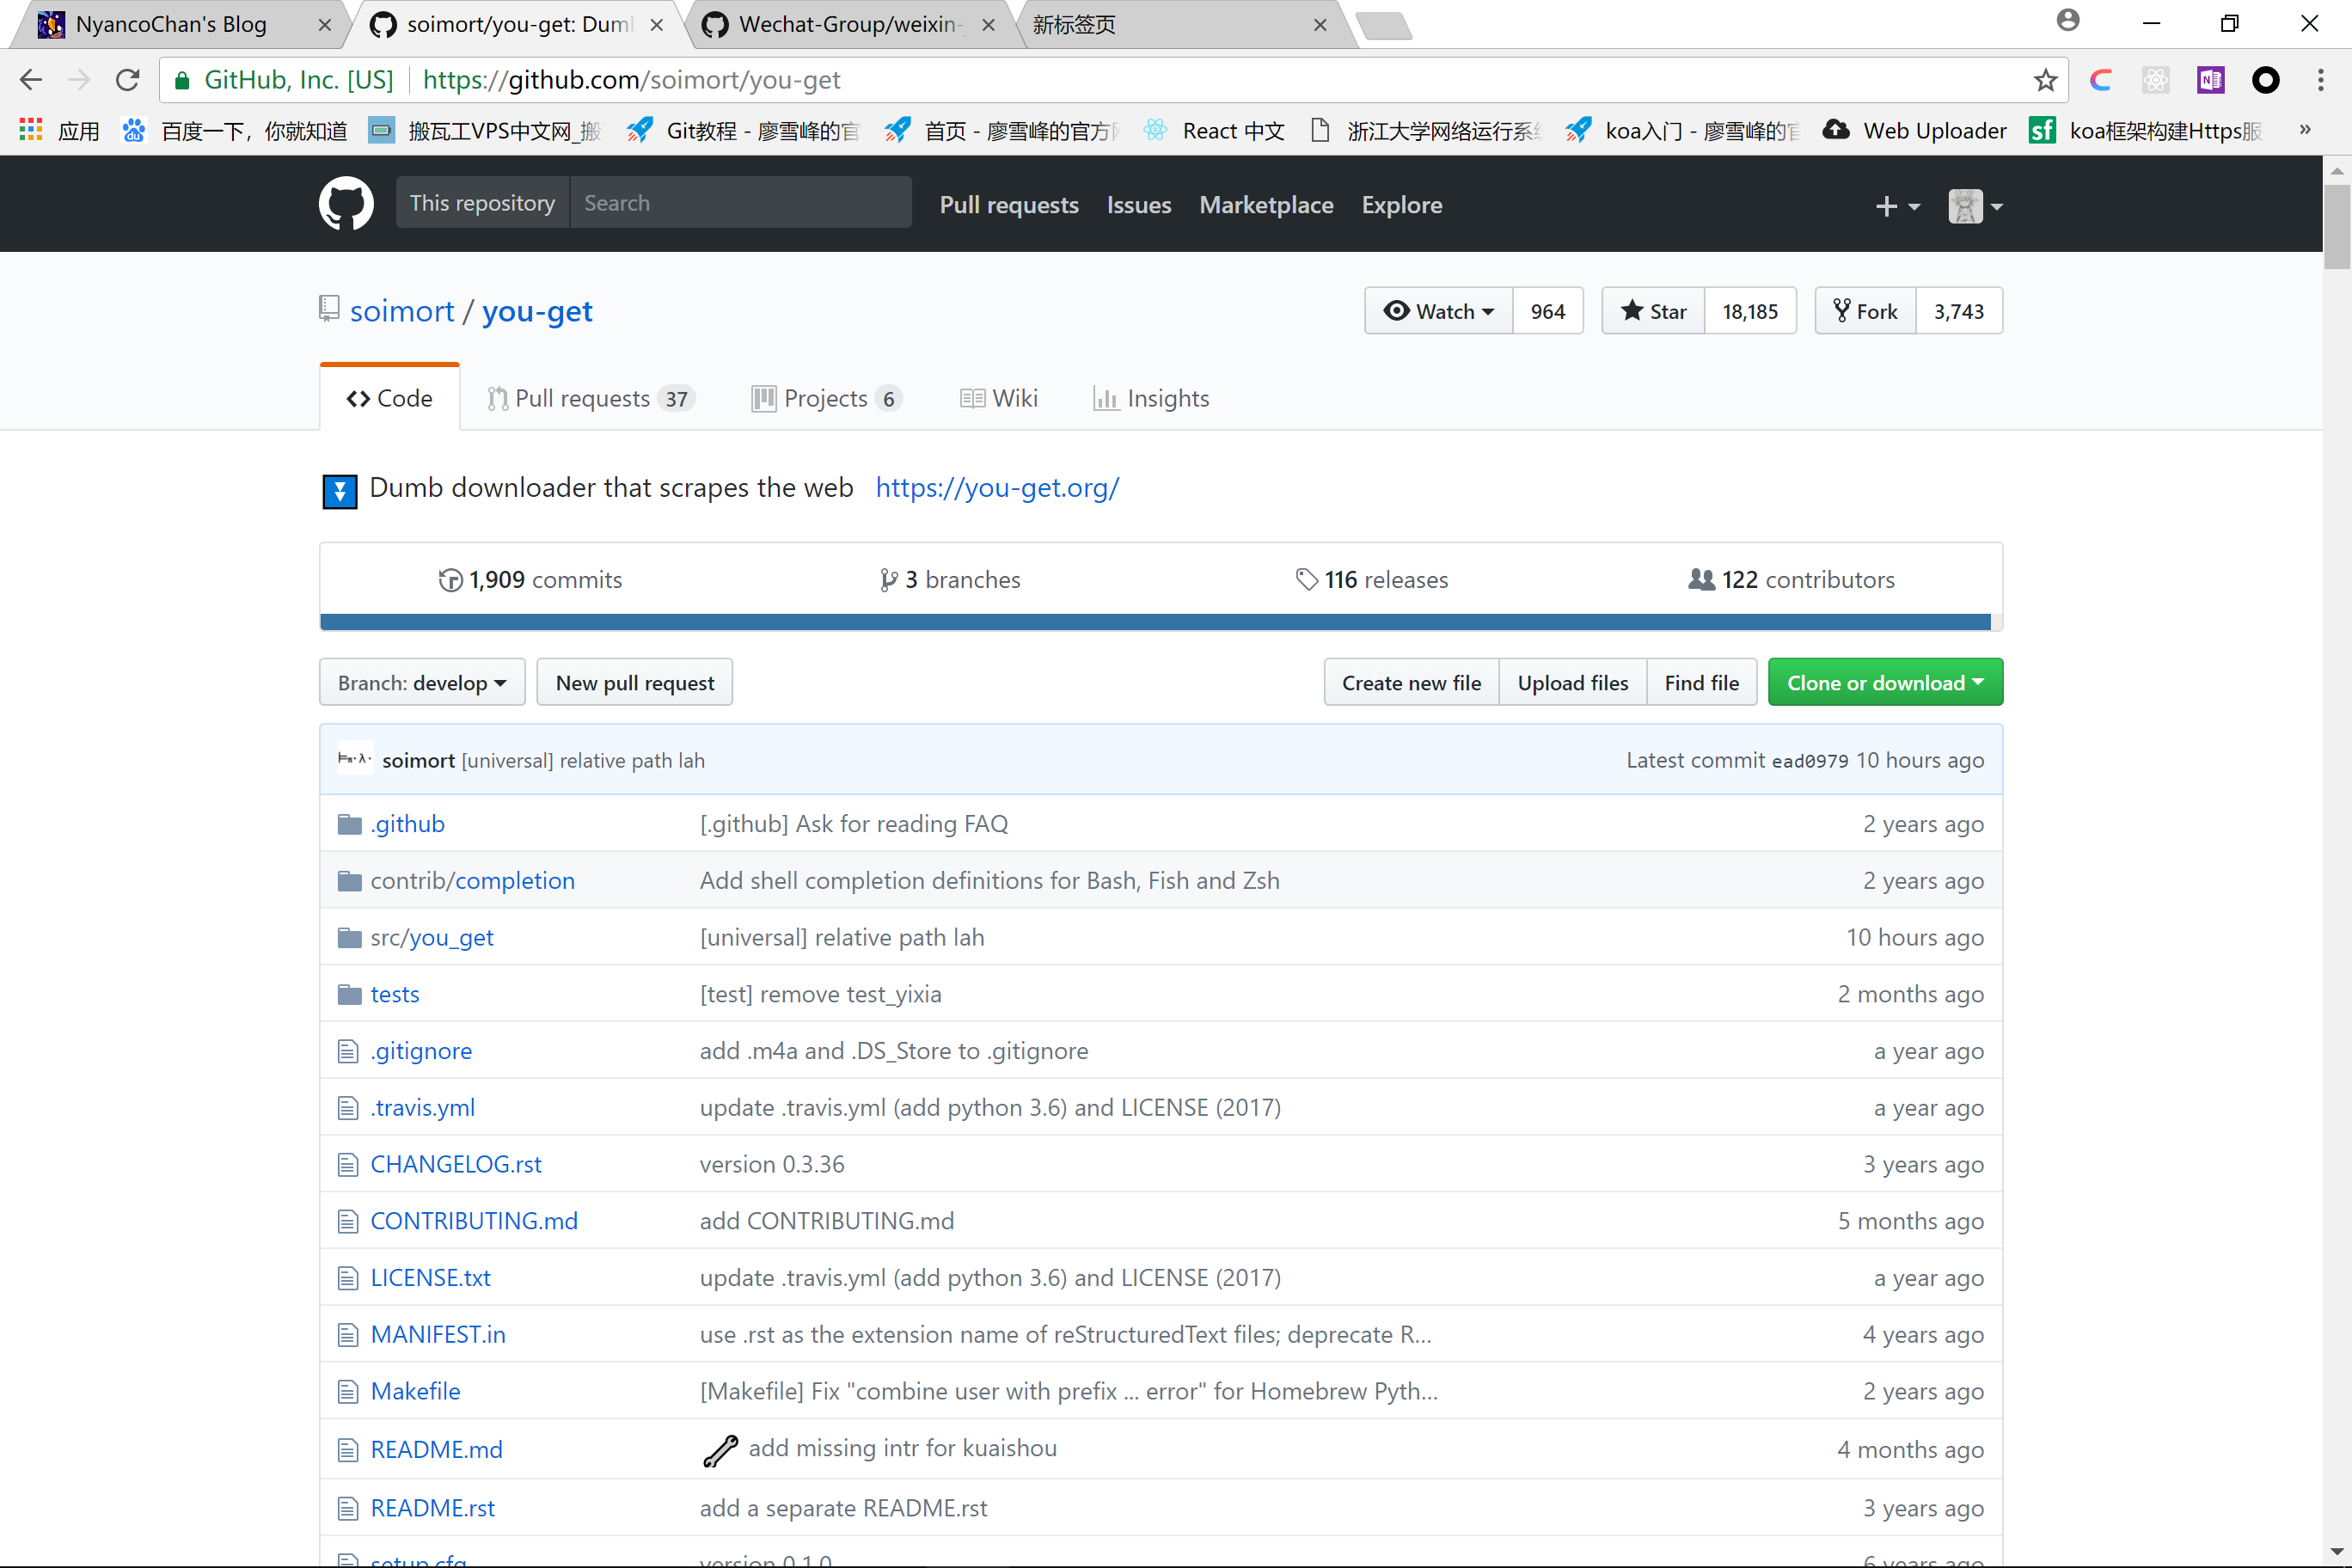 NyancoChan's Blog soimort/you-get: Dumb Wechat-Group/weixin- 新标签页
GitHub, Inc. [US] https://github.com/soimort/you-get
应用 百度一下，你就知道 搬瓦工VPS中文网_搬 Git教程 - 廖雪峰的官 首页 - 廖雪峰的官方 React 中文 浙江大学网络运行系统 koa入门 - 廖雪峰的官 Web Uploader sf koa框架构建Https服 »
This repository Search Pull requests Issues Marketplace Explore
soimort / you-get Watch 964 Star 18,185 Fork 3,743
Code Pull requests 37 Projects 6 Wiki Insights
Dumb downloader that scrapes the web https://you-get.org/
1,909 commits 3 branches 116 releases 122 contributors
Branch: develop New pull request Create new file Upload files Find file Clone or download
soimort [universal] relative path lah Latest commit ead0979 10 hours ago
.github [.github] Ask for reading FAQ 2 years ago
contrib/completion Add shell completion definitions for Bash, Fish and Zsh 2 years ago
src/you_get [universal] relative path lah 10 hours ago
tests [test] remove test_yixia 2 months ago
.gitignore add .m4a and .DS_Store to .gitignore a year ago
.travis.yml update .travis.yml (add python 3.6) and LICENSE (2017) a year ago
CHANGELOG.rst version 0.3.36 3 years ago
CONTRIBUTING.md add CONTRIBUTING.md 5 months ago
LICENSE.txt update .travis.yml (add python 3.6) and LICENSE (2017) a year ago
MANIFEST.in use .rst as the extension name of reStructuredText files; deprecate R... 4 years ago
Makefile [Makefile] Fix "combine user with prefix ... error" for Homebrew Pyth... 2 years ago
README.md add missing intr for kuaishou 4 months ago
README.rst add a separate README.rst 3 years ago
setup.cfg version 0.1.0 6 years ago